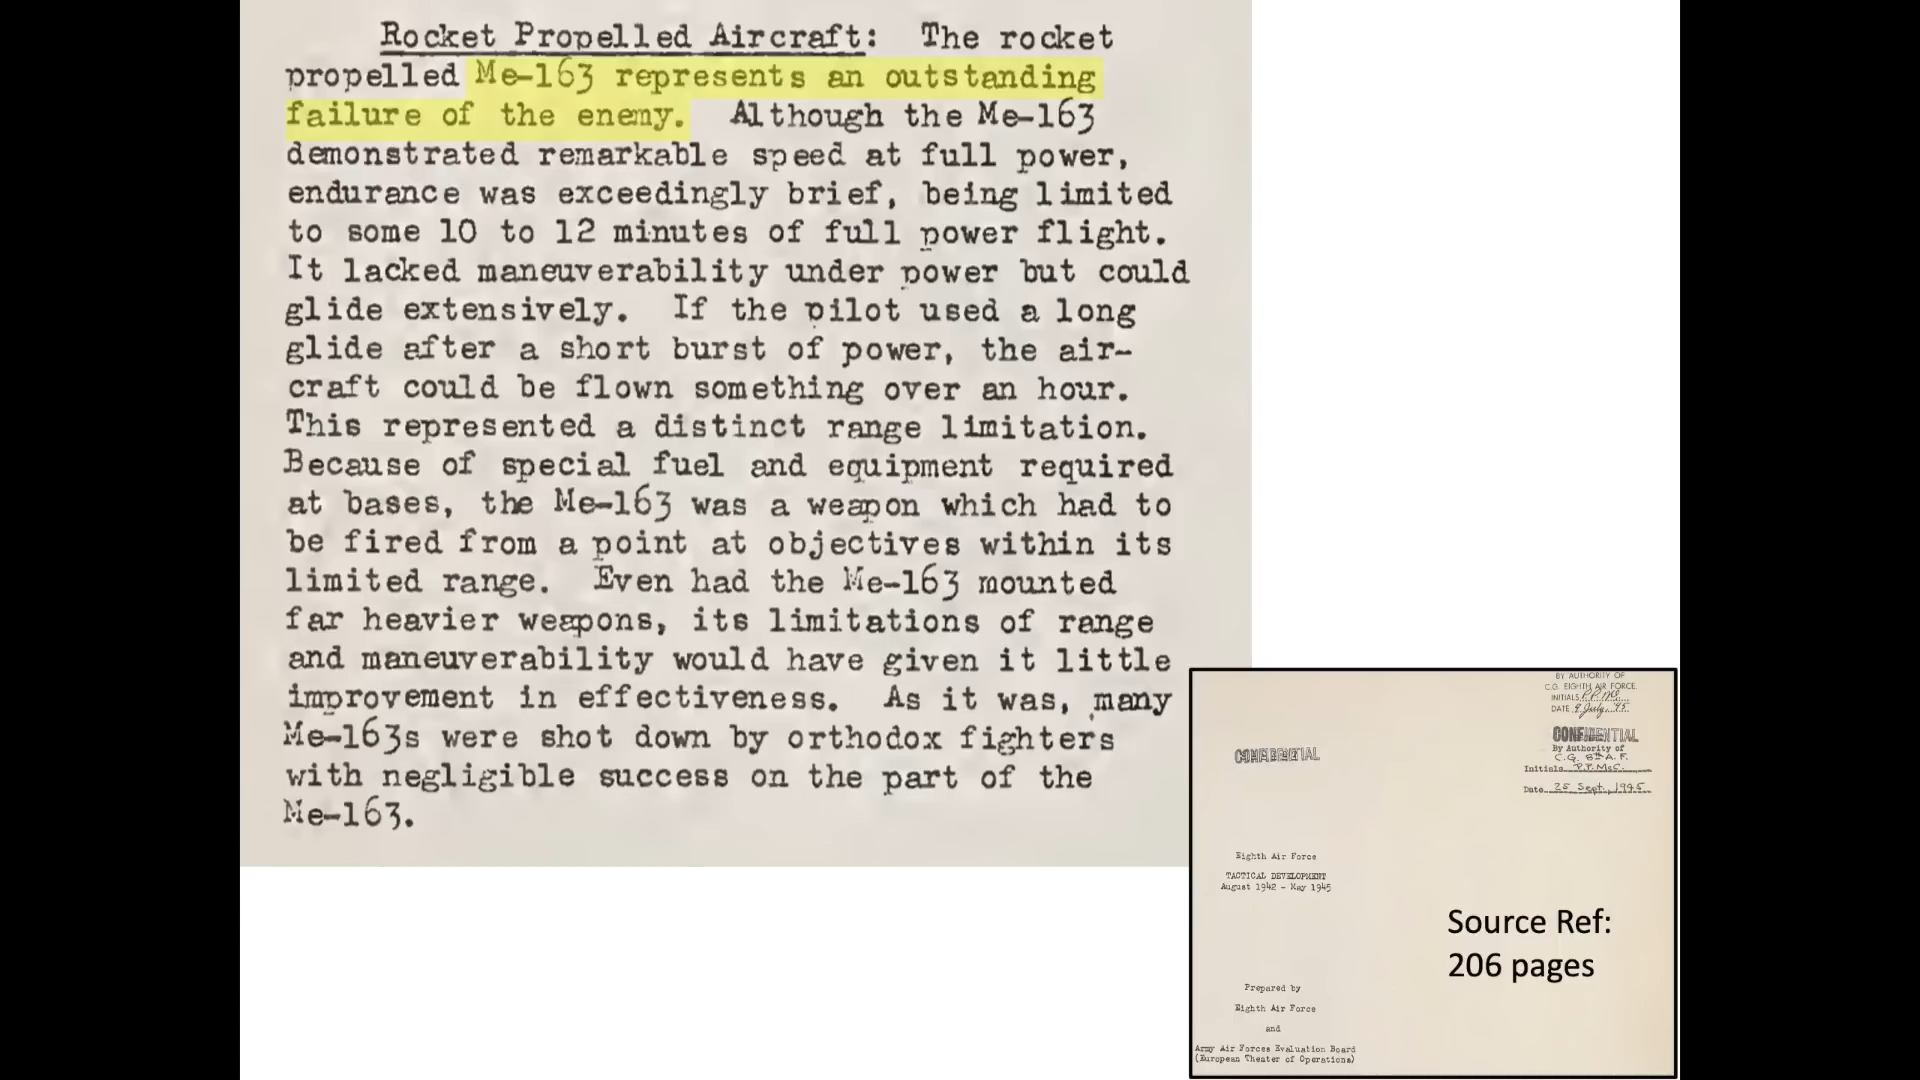 Rocket Propelled Aircraft: The rocket
propelled Me-163 represents an outstanding
failure of the enemy. Although the Me-163
demonstrated remarkable speed at full power,
endurance was exceedingly brief, being limited
to some 10 to 12 minutes of full power flight.
It lacked maneuverability under power but could
glide extensively. If the pilot used a long
glide after a short burst of power, the air-
craft could be flown something over an hour.
This represented a distinct range limitation.
Because of special fuel and equipment required
at bases, the Me-163 was a weapon which had to
be fired from a point at objectives within its
limited range. Even had the Me-163 mounted
far heavier weapons, its limitations of range
and maneuverability would have given it little
improvement in effectiveness. As it was, many
Me-163s were shot down by orthodox fighters
with negligible success on the part of the
Me-163.
BY AUTHORITY OF
C.G. EIGHTH AIR FORCE
INITIALS
DATE 9 July '45
CONFIDENTIAL
CONFIDENTIAL
By Authority of
C.G. 8th A.F.
Initials P.P. McC.
Date 25 Sept., 1945
Eighth Air Force
TACTICAL DEVELOPMENT
August 1942 - May 1945
Source Ref:
206 pages
Prepared by
Eighth Air Force
and
Army Air Forces Evaluation Board
(European Theater of Operations)